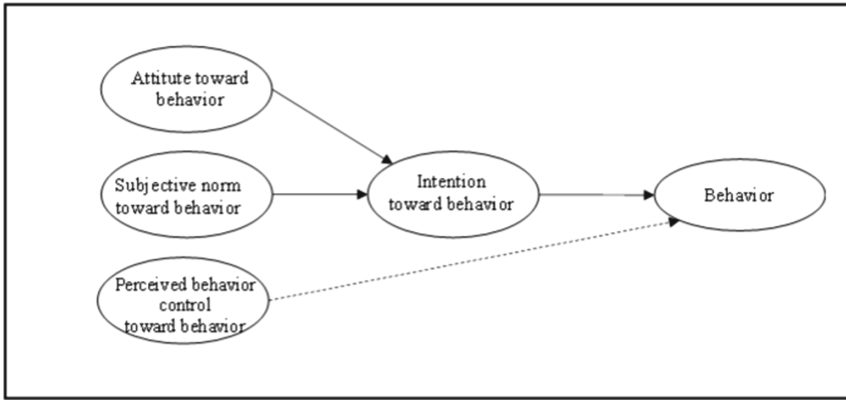 Attitute toward
behavior
Subjective norm
toward behavior
Perceived behavior
control
toward behavior
Intention
toward behavior
Behavior